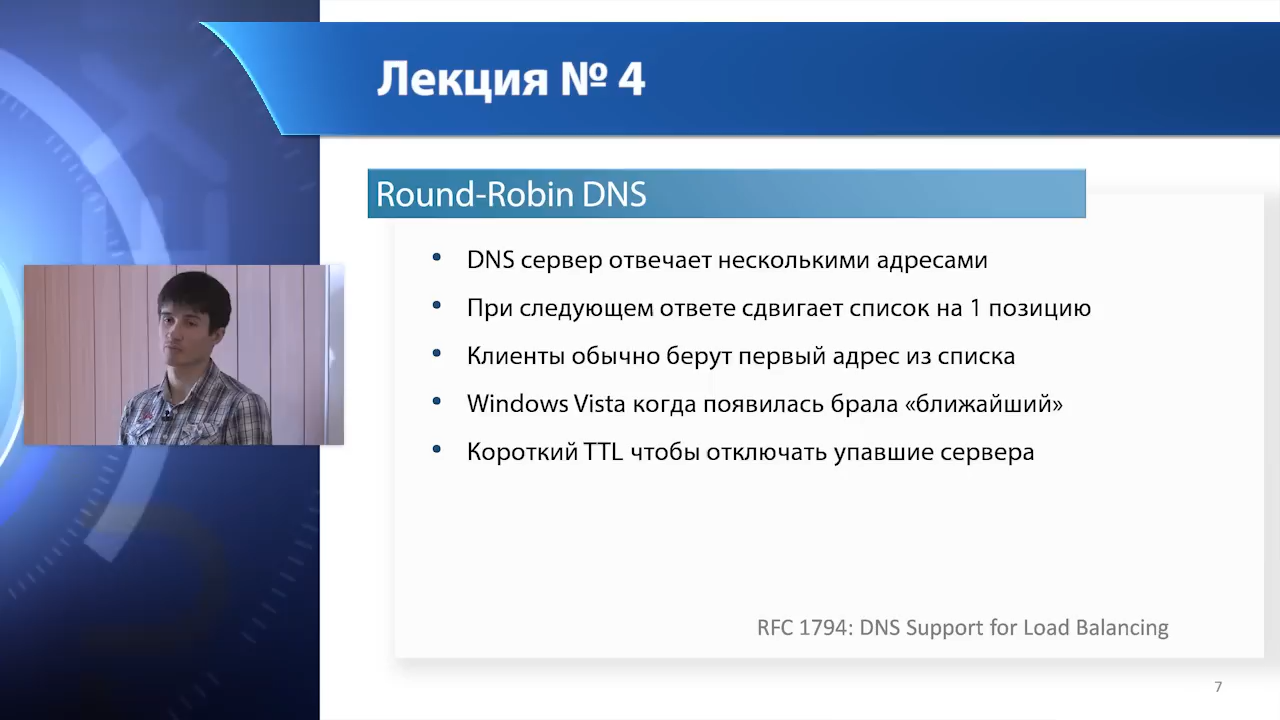 Лекция № 4
Round-Robin DNS
• DNS сервер отвечает несколькими адресами
• При следующем ответе сдвигает список на 1 позицию
• Клиенты обычно берут первый адрес из списка
• Windows Vista когда появилась брала «ближайший»
• Короткий TTL чтобы отключать упавшие сервера
RFC 1794: DNS Support for Load Balancing
7